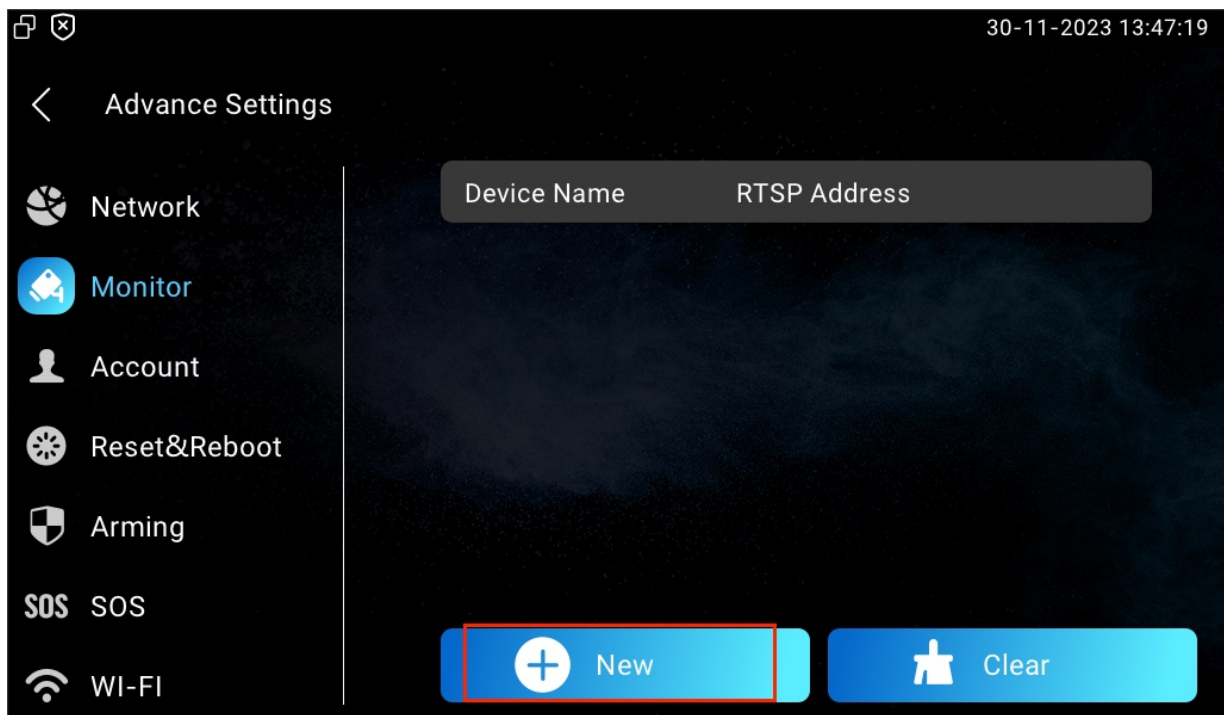 30-11-2023 13:47:19
Advance Settings
Device Name RTSP Address
Network
Monitor
Account
Reset&Reboot
Arming
SOS SOS
WI-FI
New
Clear